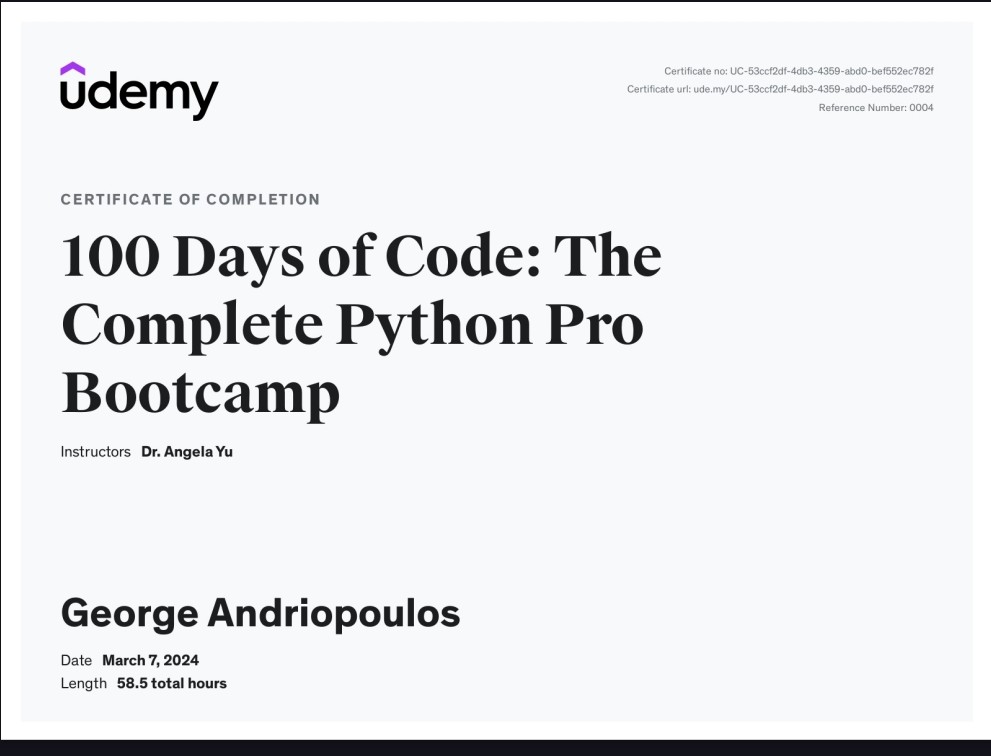 udemy
Certificate no: UC-53ccf2df-4db3-4359-abd0-bef552ec782f
Certificate url: ude.my/UC-53ccf2df-4db3-4359-abd0-bef552ec782f
Reference Number: 0004
CERTIFICATE OF COMPLETION
100 Days of Code: The
Complete Python Pro
Bootcamp
Instructors Dr. Angela Yu
George Andriopoulos
Date March 7, 2024
Length 58.5 total hours